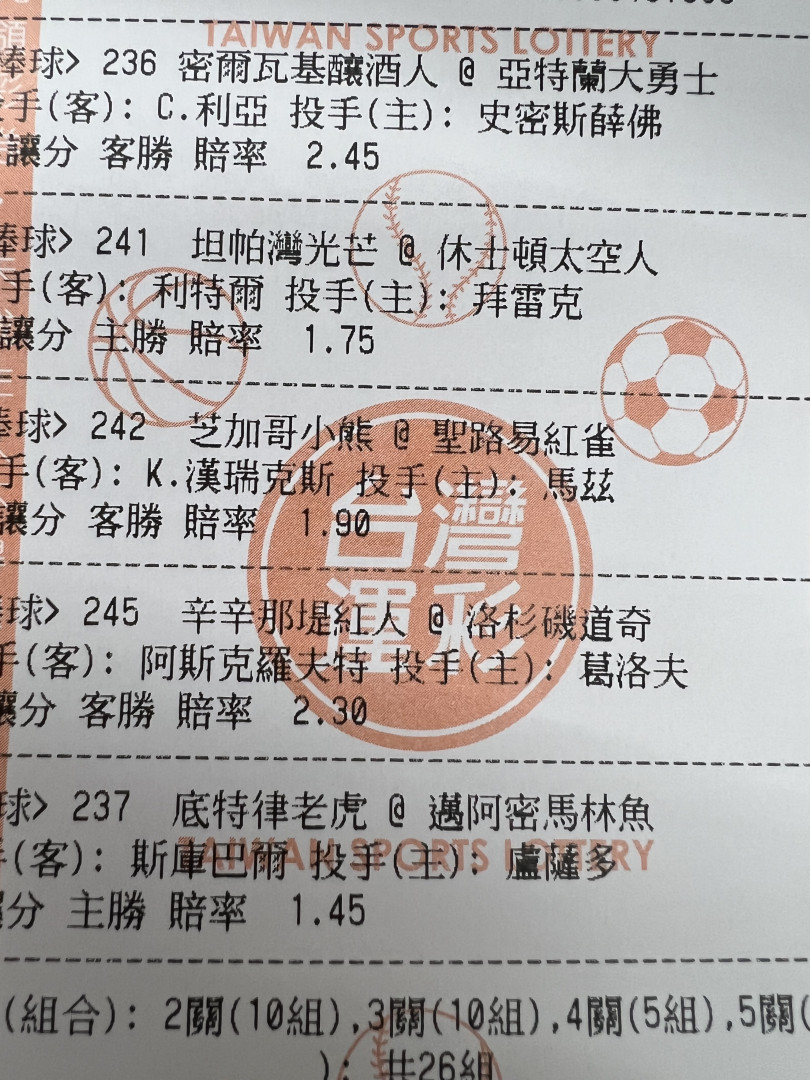 TAIWAN SPORTS LOTTERY
棒球> 236 密爾瓦基釀酒人 @ 亞特蘭大勇士
投手(客): C.利亞 投手(主): 史密斯薛佛
讓分 客勝 賠率 2.45
棒球> 241 坦帕灣光芒 @ 休士頓太空人
手(客): 利特爾 投手(主): 拜雷克
讓分 主勝 賠率 1.75
棒球> 242 芝加哥小熊 @ 聖路易紅雀
手(客): K.漢瑞克斯 投手(主): 馬茲
讓分 客勝 賠率 1.90
台灣
運彩
棒球> 245 辛辛那堤紅人 @ 洛杉磯道奇
手(客): 阿斯克羅夫特 投手(主): 葛洛夫
讓分 客勝 賠率 2.30
球> 237 底特律老虎 @ 邁阿密馬林魚
(客): 斯庫巴爾 投手(主): 盧薩多
TAIWAN SPORTS LOTTERY
分 主勝 賠率 1.45
(組合): 2關(10組),3關(10組),4關(5組),5關(
): 共26組